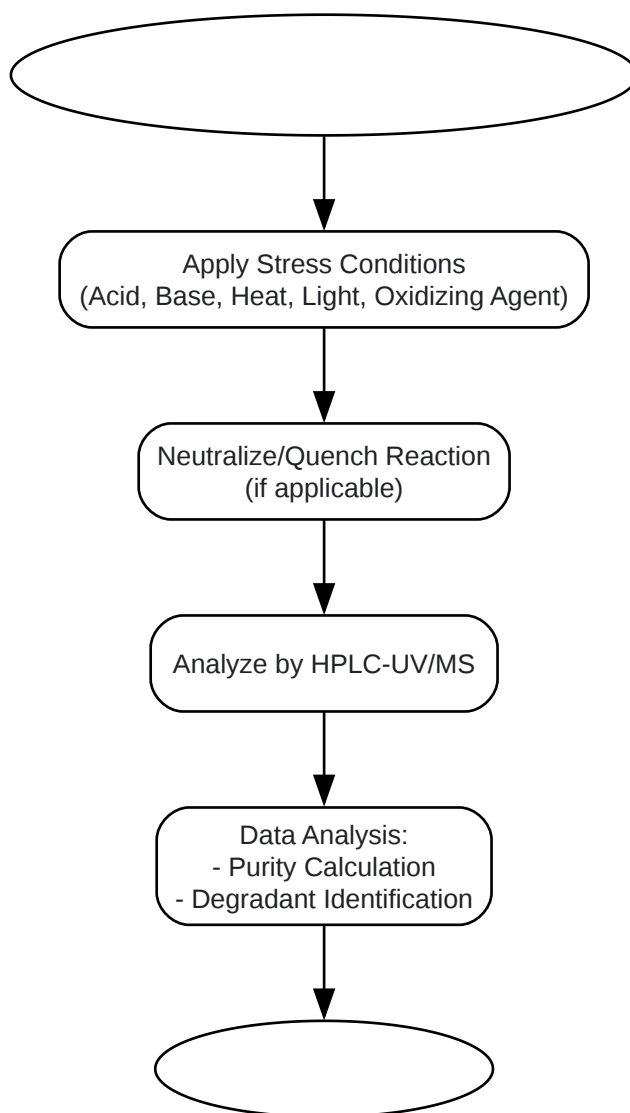 Apply Stress Conditions
(Acid, Base, Heat, Light, Oxidizing Agent)
Neutralize/Quench Reaction
(if applicable)
Analyze by HPLC-UV/MS
Data Analysis:
- Purity Calculation
- Degradant Identification